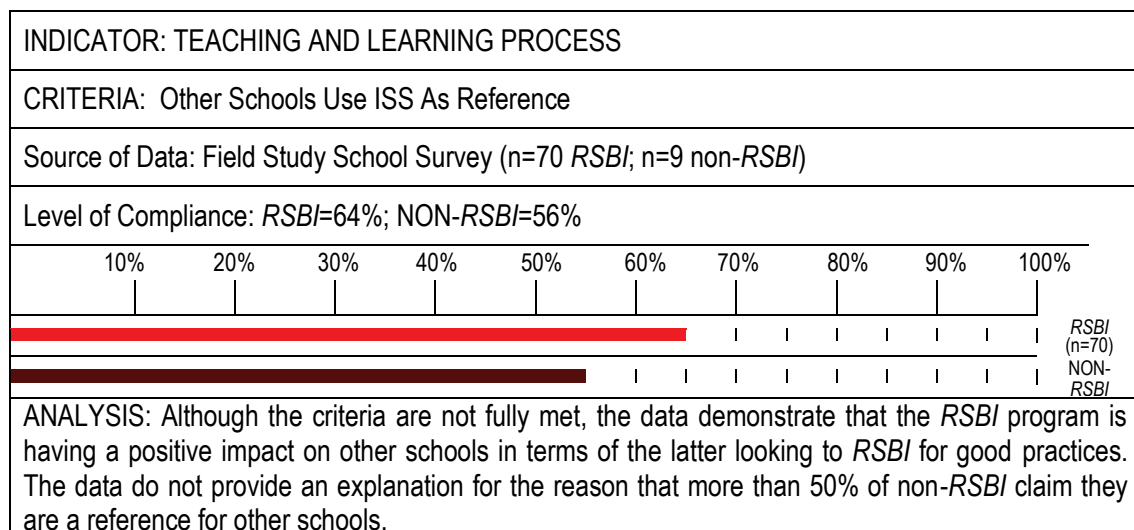 INDICATOR: TEACHING AND LEARNING PROCESS
CRITERIA: Other Schools Use ISS As Reference
Source of Data: Field Study School Survey (n=70 RSBI; n=9 non-RSBI)
Level of Compliance: RSBI=64%; NON-RSBI=56%
10% 20% 30% 40% 50% 60% 70% 80% 90% 100%
RSBI
(n=70)
NON-
RSBI
ANALYSIS: Although the criteria are not fully met, the data demonstrate that the RSBI program is
having a positive impact on other schools in terms of the latter looking to RSBI for good practices.
The data do not provide an explanation for the reason that more than 50% of non-RSBI claim they
are a reference for other schools.